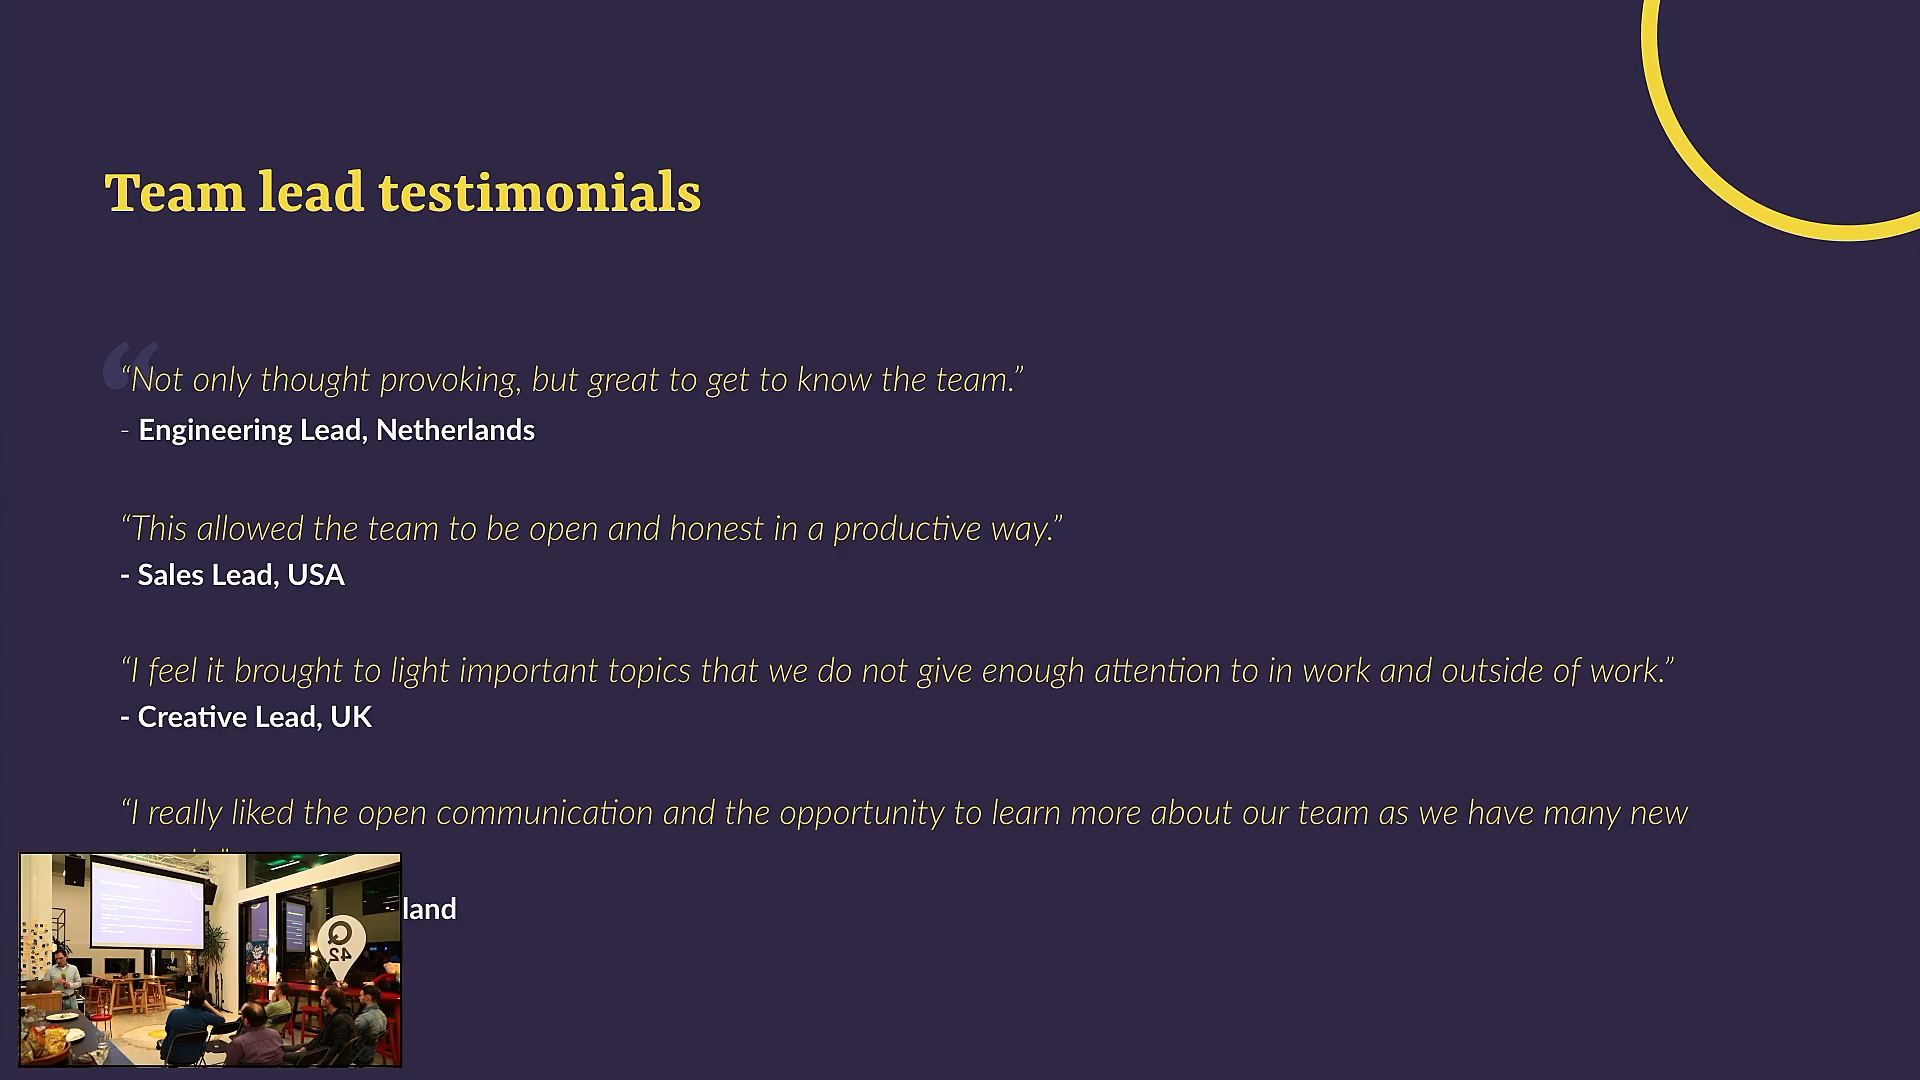 Team lead testimonials
“Not only thought provoking, but great to get to know the team.”
- Engineering Lead, Netherlands
“This allowed the team to be open and honest in a productive way.”
- Sales Lead, USA
“I feel it brought to light important topics that we do not give enough attention to in work and outside of work.”
- Creative Lead, UK
“I really liked the open communication and the opportunity to learn more about our team as we have many new
land
Q
42